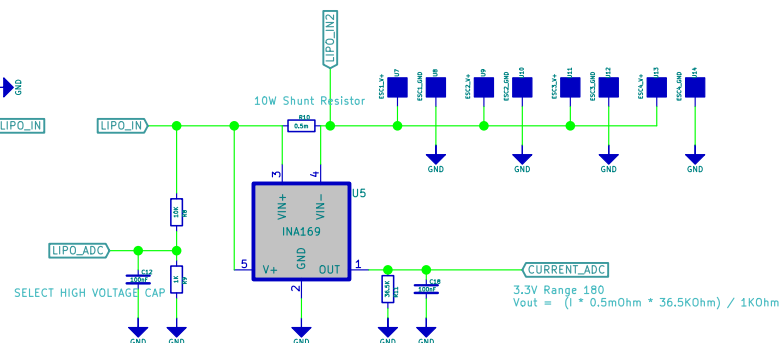 LIPO_IN2
GND
LIPO_IN
LIPO_IN
10W Shunt Resistor
R10
0.5m
ESC1_V+
U7
ESC1_GND
U8
ESC2_V+
U9
ESC2_GND
U10
ESC3_V+
U11
ESC3_GND
U12
ESC4_V+
U13
ESC4_GND
U14
GND
GND
GND
GND
3
4
U5
VIN+
VIN-
INA169
GND
5
V+
OUT
1
2
10K
R8
LIPO_ADC
C12
100nF
1K
R9
SELECT HIGH VOLTAGE CAP
36.5K
R11
100nF
CURRENT_ADC
3.3V Range 180
Vout = (I * 0.5mOhm * 36.5KOhm) / 1KOhm
GND
GND
GND
GND
GND